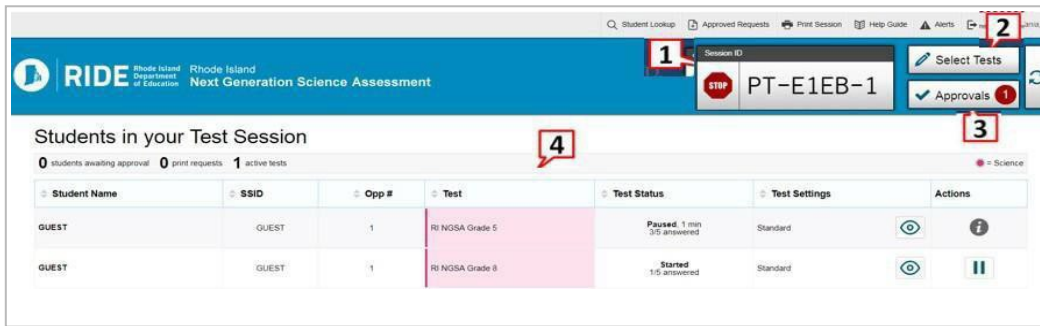 Student Lookup Approved Requests Print Session Help Guide Alerts
2
1
Session ID
STOP
PT-E1EB-1
Select Tests
Approvals 1
3
RIDE Rhode Island Department of Education
Rhode Island
Next Generation Science Assessment
Students in your Test Session
4
0 students awaiting approval 0 print requests 1 active tests
= Science
Student Name SSID Opp # Test Test Status Test Settings Actions
GUEST GUEST 1 RI NGSA Grade 5 Paused, 1 min Standard
3/5 answered
GUEST GUEST 1 RI NGSA Grade 8 Started Standard
1/5 answered